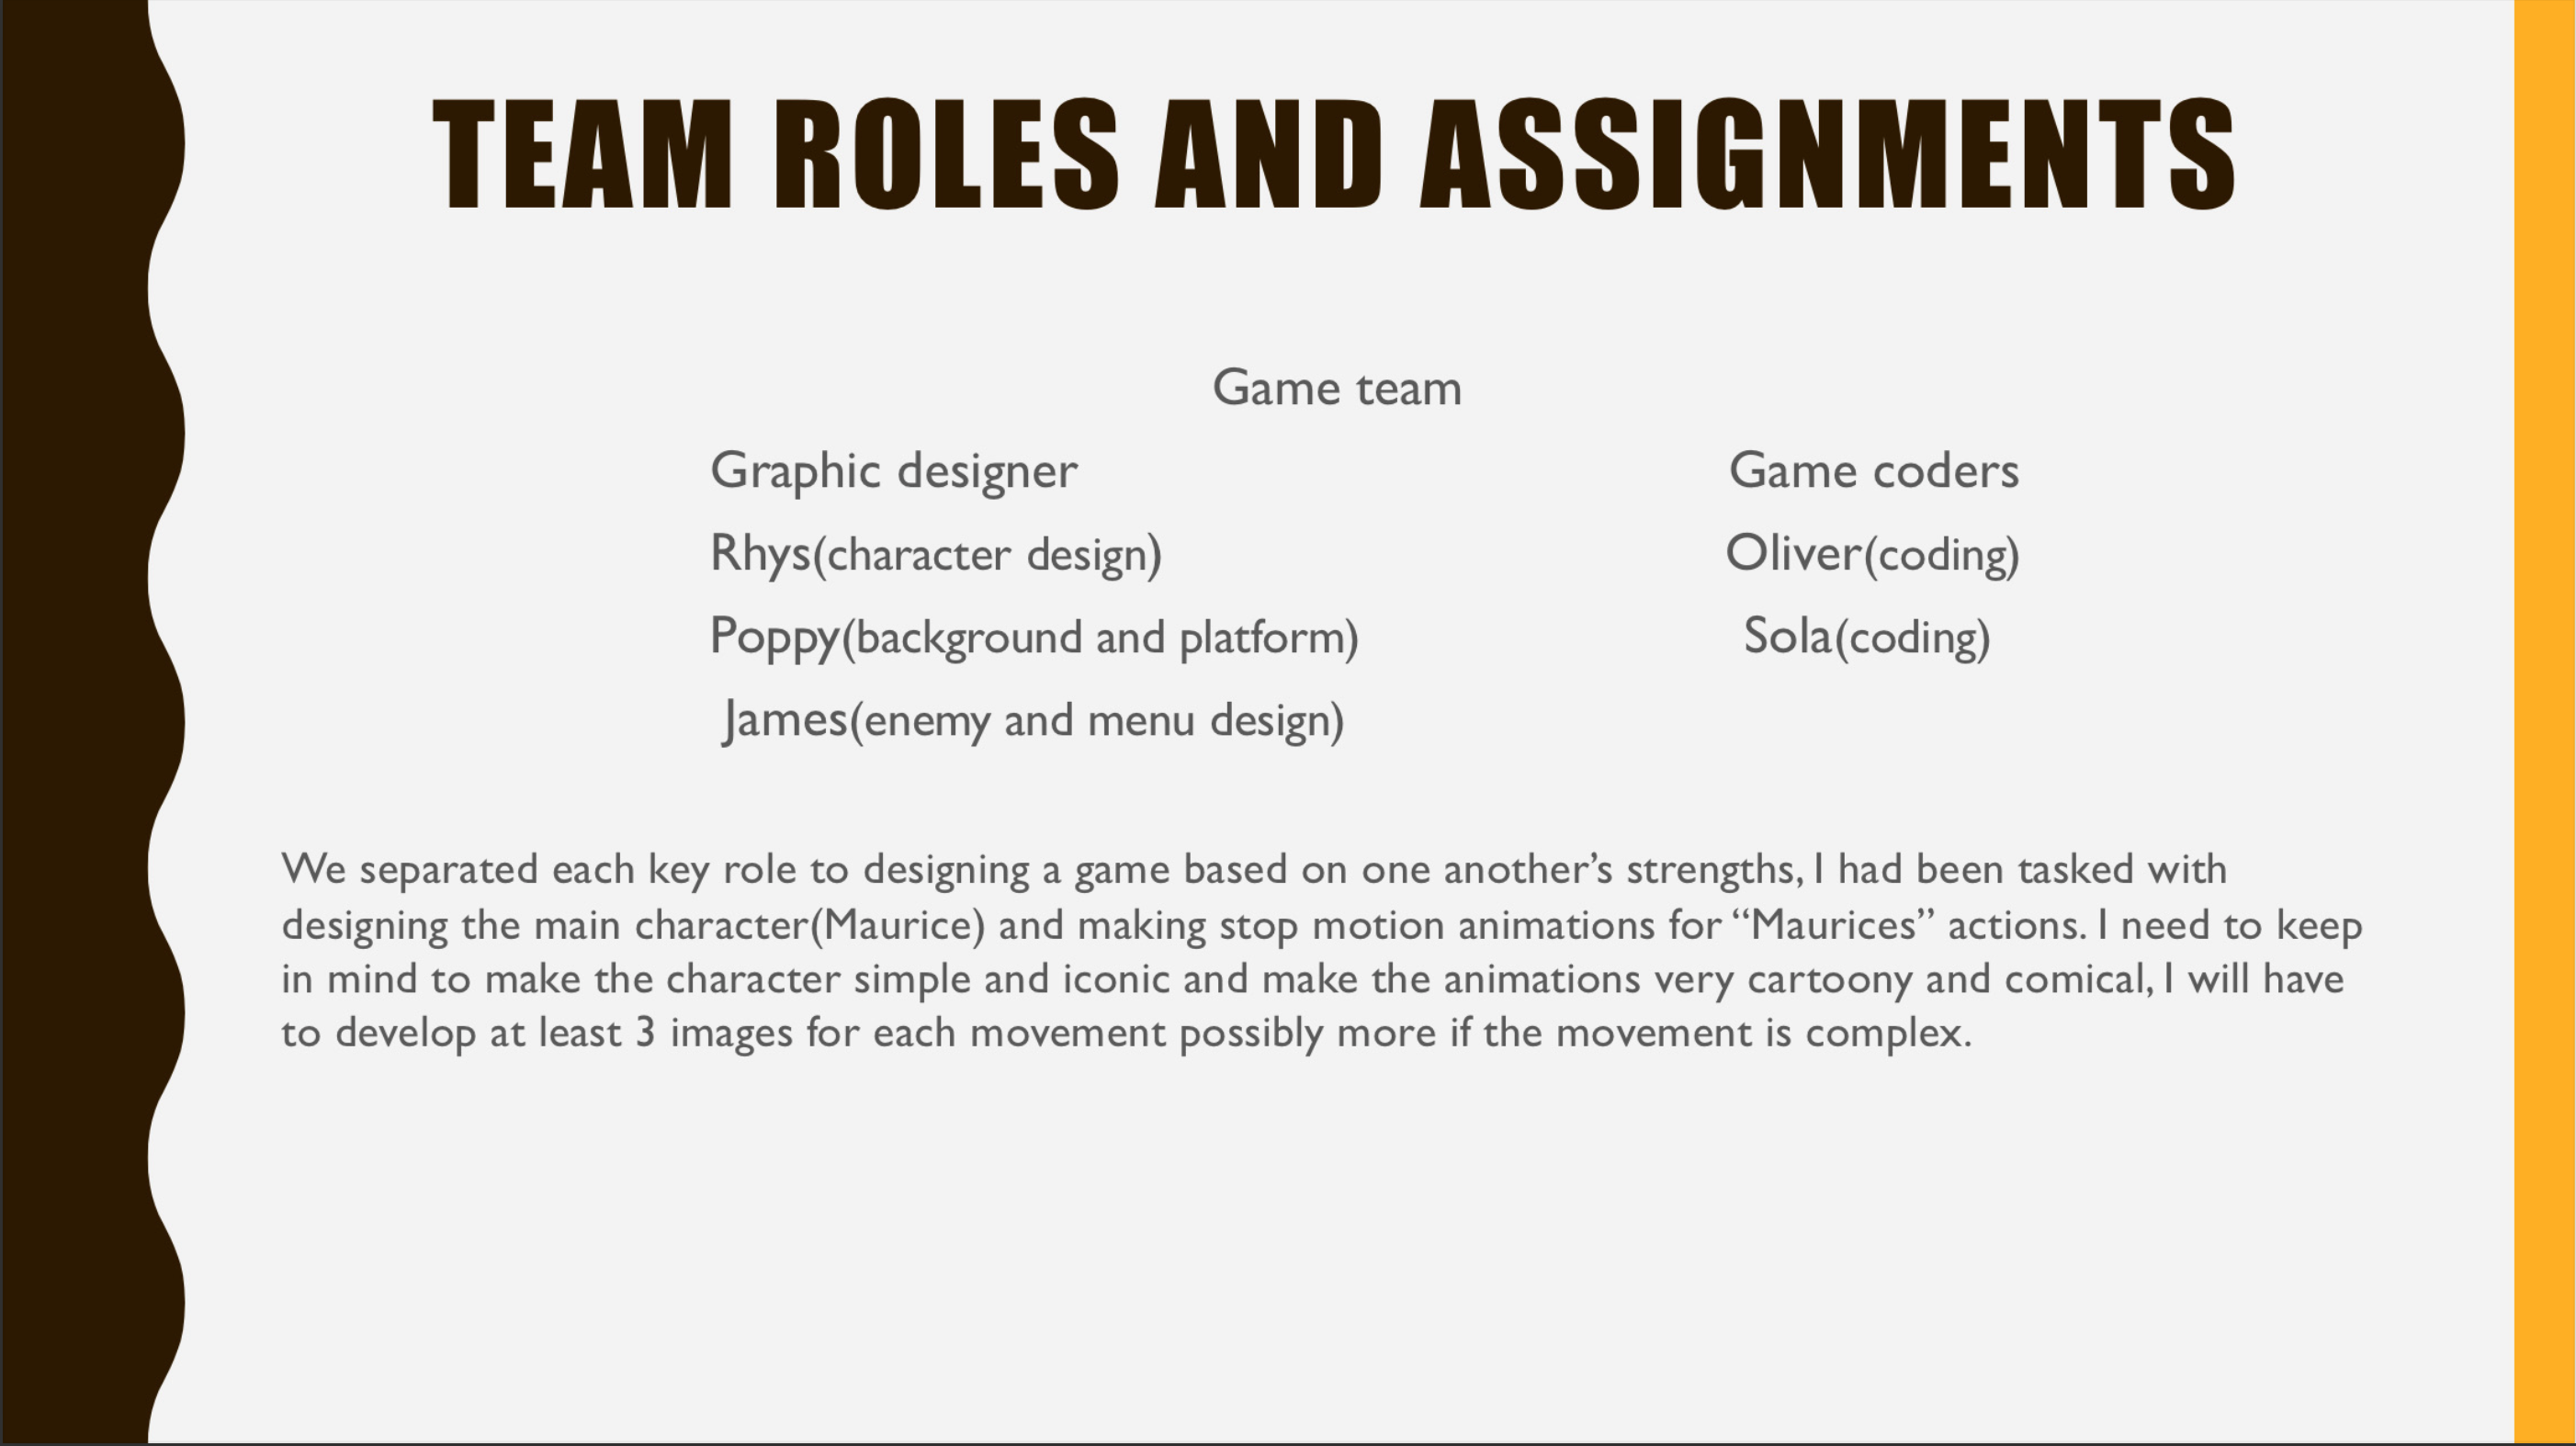 TEAM ROLES AND ASSIGNMENTS
Game team
Graphic designer Game coders
Rhys(character design) Oliver(coding)
Poppy(background and platform) Sola(coding)
James(enemy and menu design)
We separated each key role to designing a game based on one another’s strengths, I had been tasked with
designing the main character(Maurice) and making stop motion animations for “Maurices” actions. I need to keep
in mind to make the character simple and iconic and make the animations very cartoony and comical, I will have
to develop at least 3 images for each movement possibly more if the movement is complex.